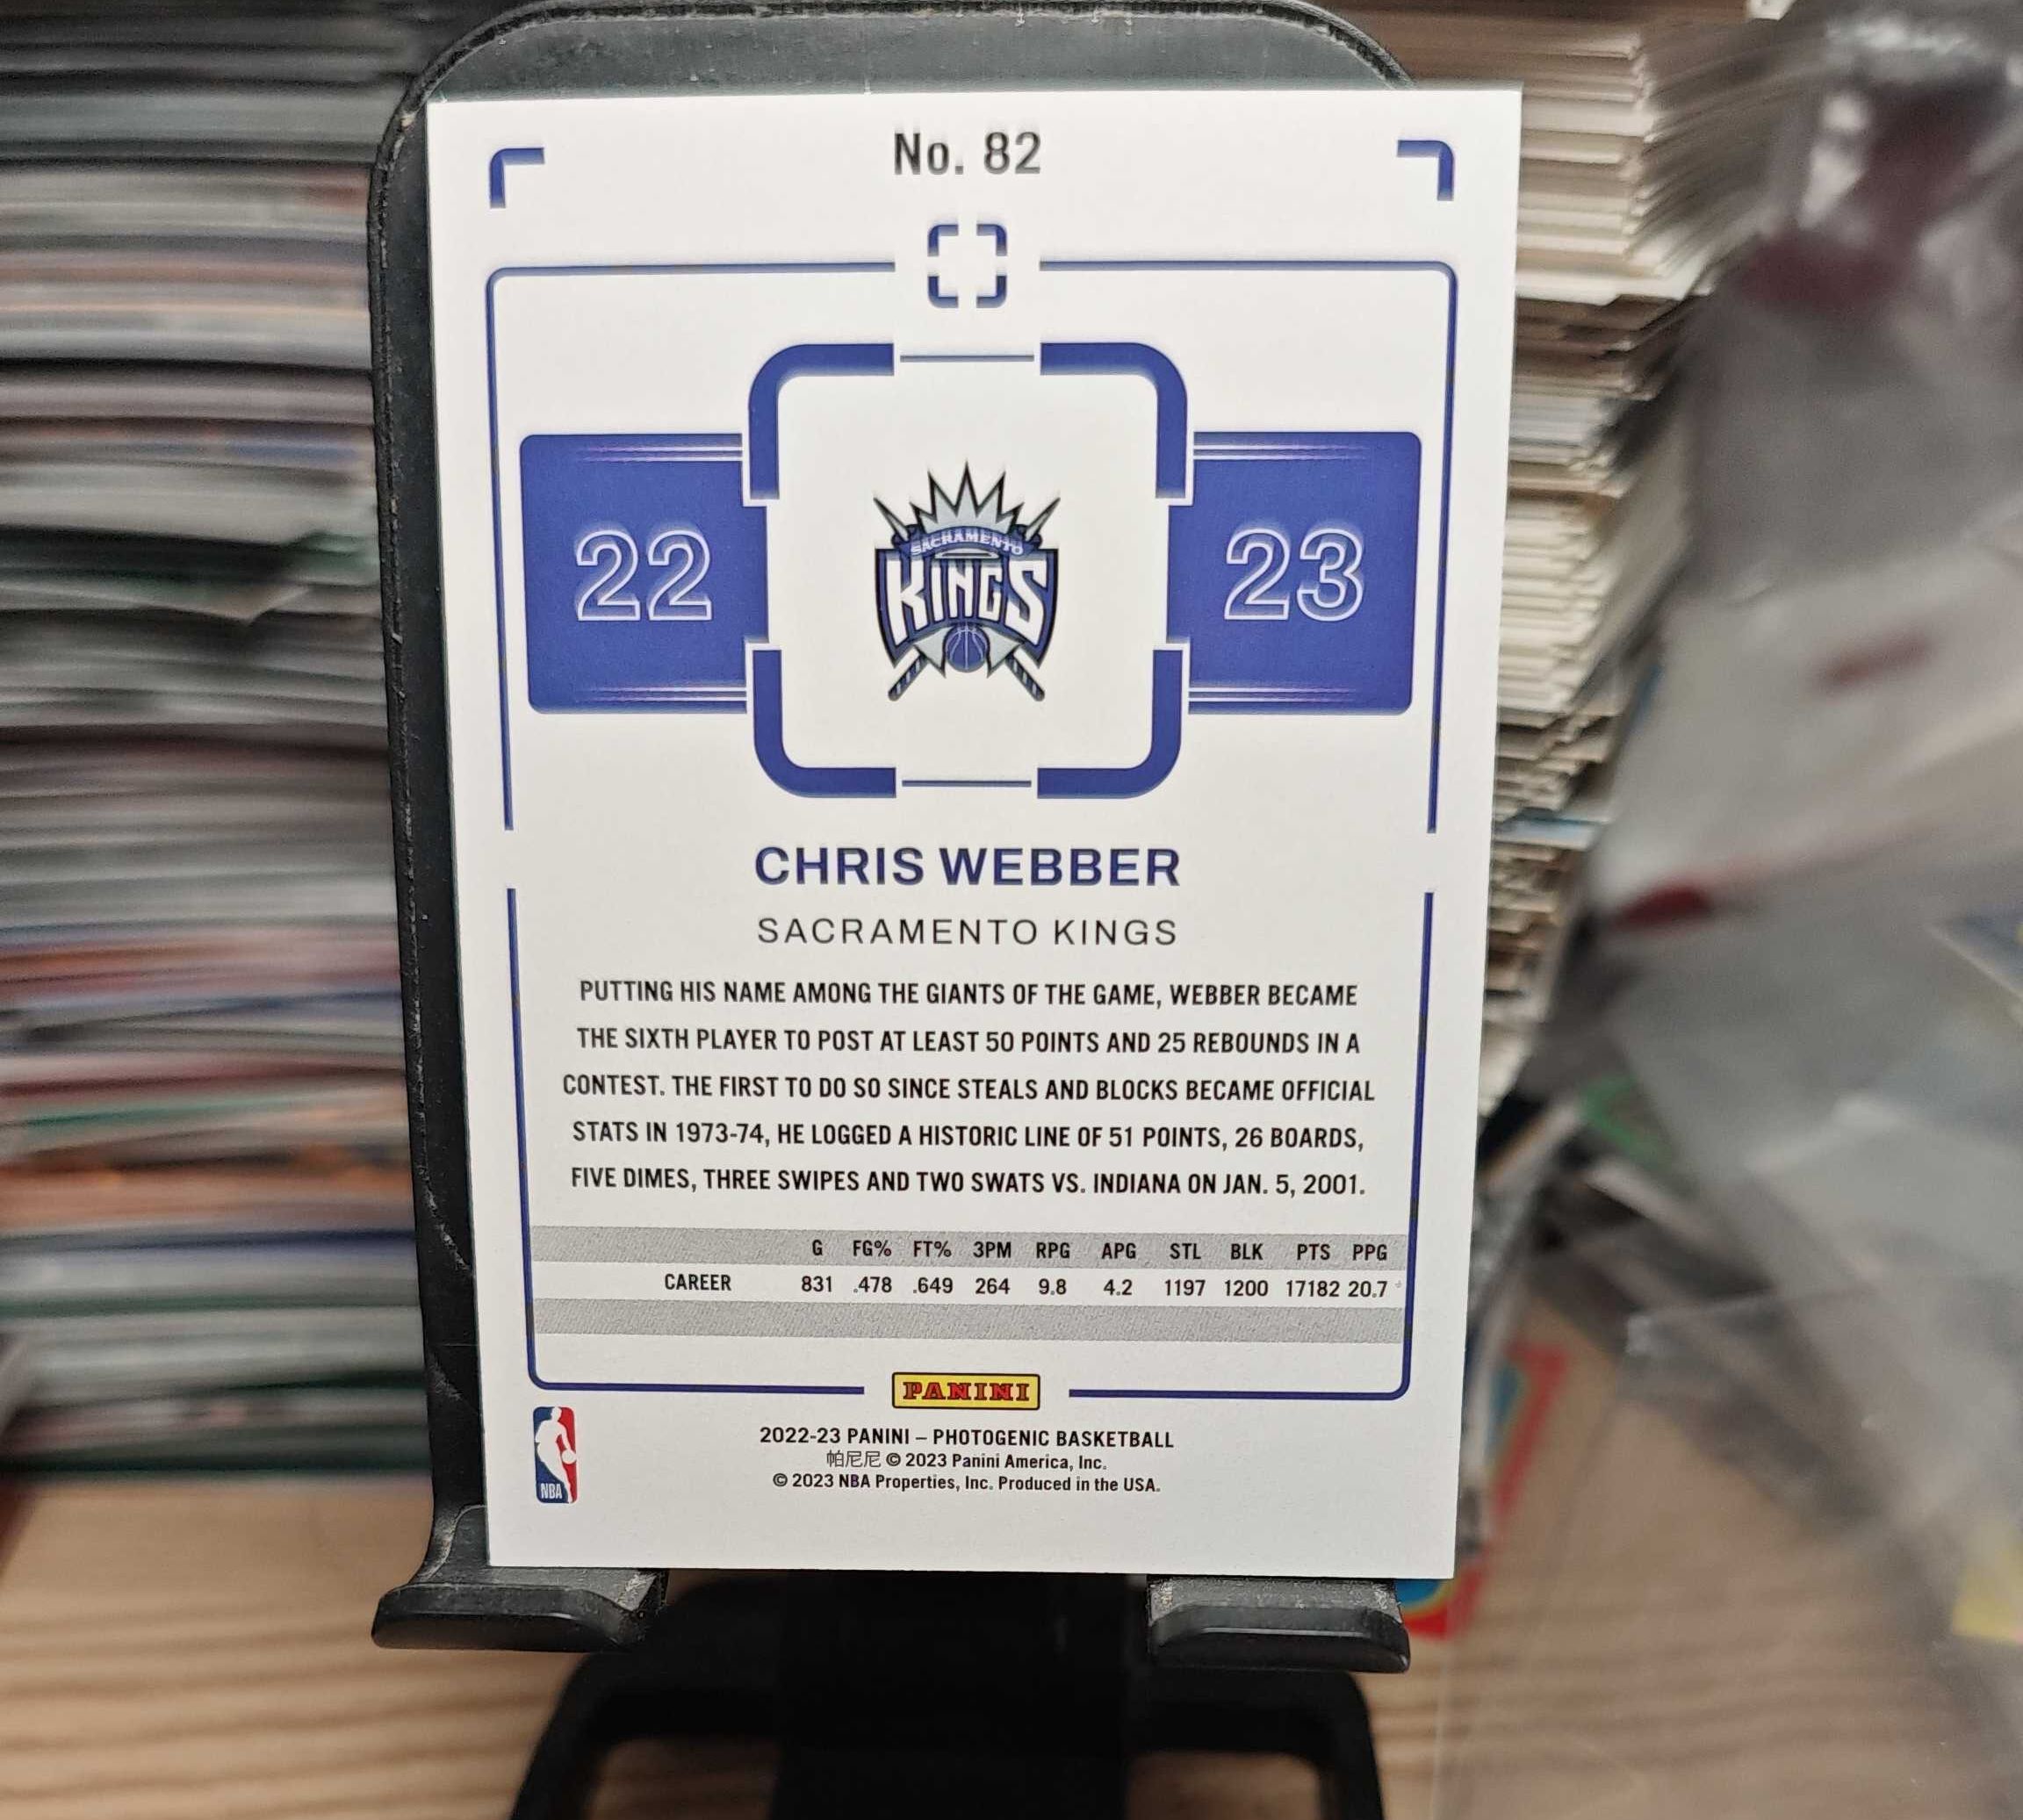 No. 82
22
SACRAMENTO
KINGS
23
CHRIS WEBBER
SACRAMENTO KINGS
PUTTING HIS NAME AMONG THE GIANTS OF THE GAME, WEBBER BECAME
THE SIXTH PLAYER TO POST AT LEAST 50 POINTS AND 25 REBOUNDS IN A
CONTEST. THE FIRST TO DO SO SINCE STEALS AND BLOCKS BECAME OFFICIAL
STATS IN 1973-74, HE LOGGED A HISTORIC LINE OF 51 POINTS, 26 BOARDS,
FIVE DIMES, THREE SWIPES AND TWO SWATS VS. INDIANA ON JAN. 5, 2001.
G FG% FT% 3PM RPG APG STL BLK PTS PPG
CAREER 831 .478 .649 264 9.8 4.2 1197 1200 17182 20.7
PANINI
2022-23 PANINI – PHOTOGENIC BASKETBALL
帕尼尼 © 2023 Panini America, Inc.
© 2023 NBA Properties, Inc. Produced in the USA.
NBA